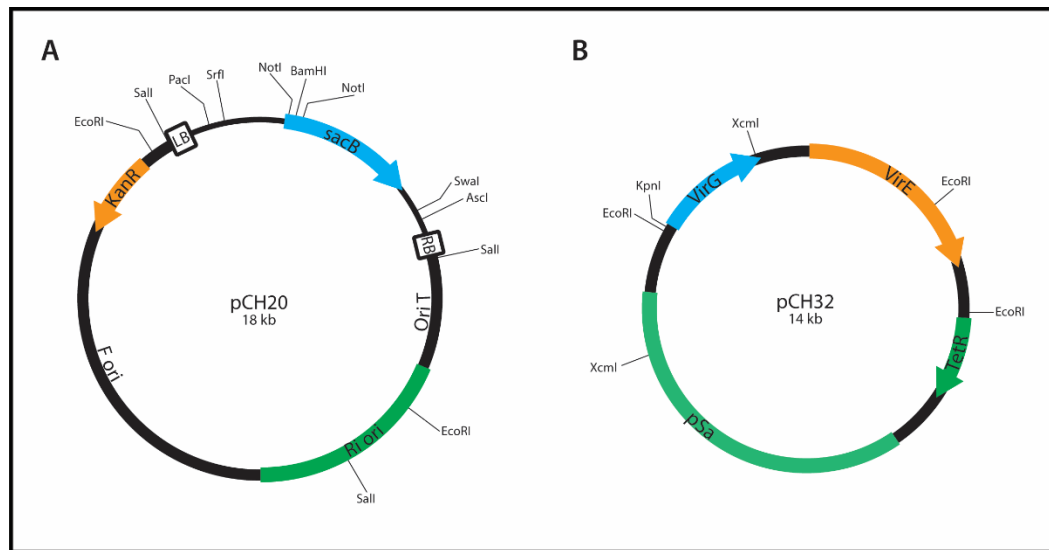 A
B
NotI
BamHI
SrfI
NotI
PacI
SalI
XcmI
EcoRI
LB
sacB
VirG
VirE
EcoRI
KanR
KpnI
SwaI
EcoRI
AscI
RB
SalI
pCH20
18 kb
Ori T
pCH32
14 kb
EcoRI
TetR
F ori
XcmI
pSa
EcoRI
Ri ori
SalI